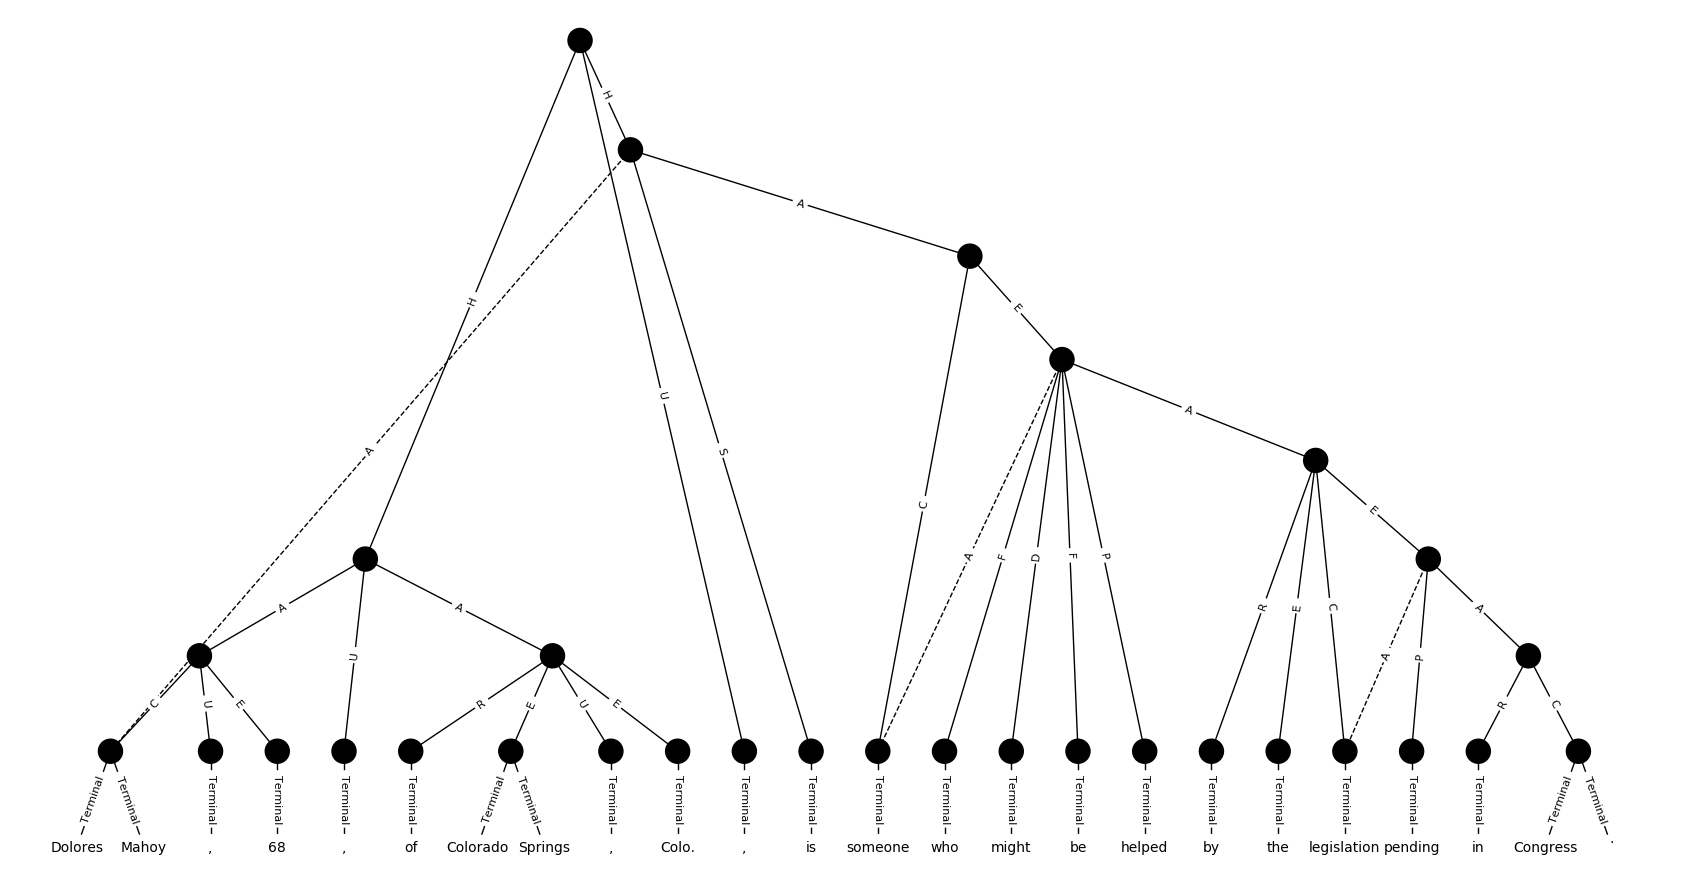 H
A
H
A
E
U
A
S
A
C
A
F
D
F
P
E
A
A
R
E
C
A
U
A
P
C
U
E
R
E
U
E
R
C
Terminal Terminal Terminal Terminal Terminal Terminal Terminal Terminal Terminal Terminal Terminal Terminal Terminal Terminal Terminal Terminal Terminal Terminal Terminal Terminal Terminal Terminal Terminal Terminal
Dolores Mahoy , 68 , of Colorado Springs , Colo. , is someone who might be helped by the legislation pending in Congress .